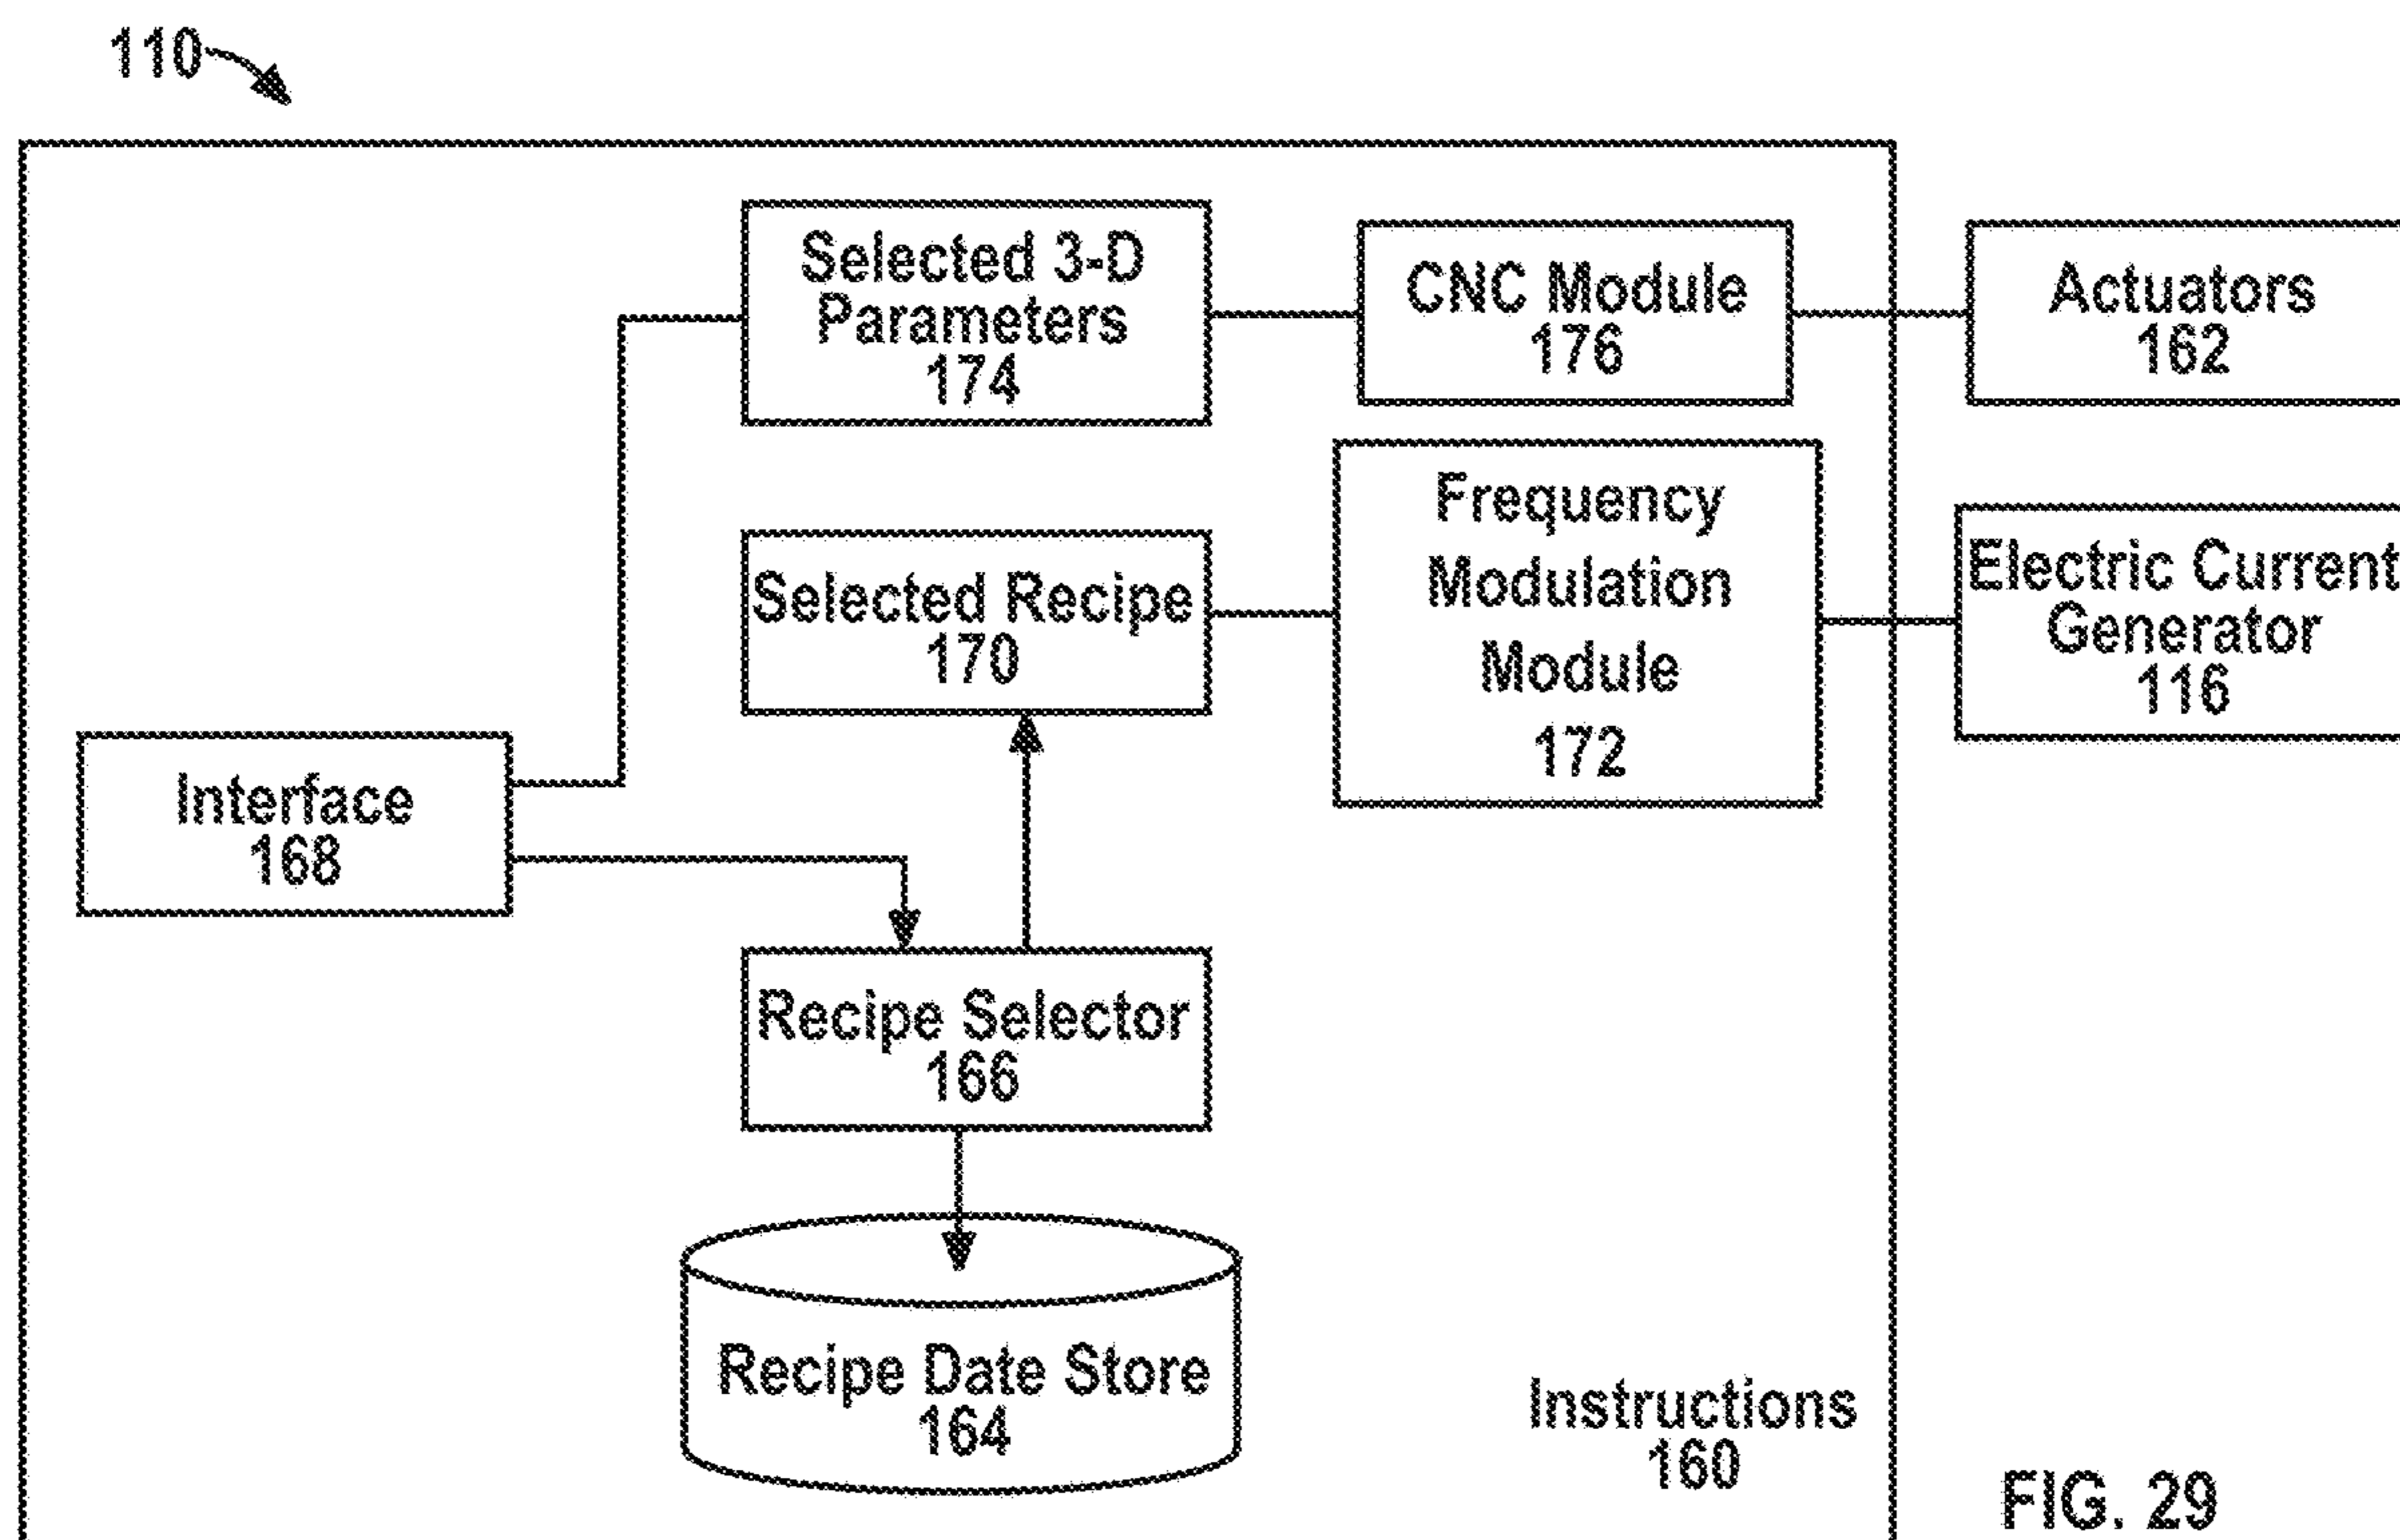 110
Selected 3-D
Parameters
174
CNC Module
176
Actuators
162
Selected Recipe
170
Frequency
Modulation
Module
172
Electric Current
Generator
116
Interface
168
Recipe Selector
166
Recipe Date Store
164
Instructions
160
FIG. 29